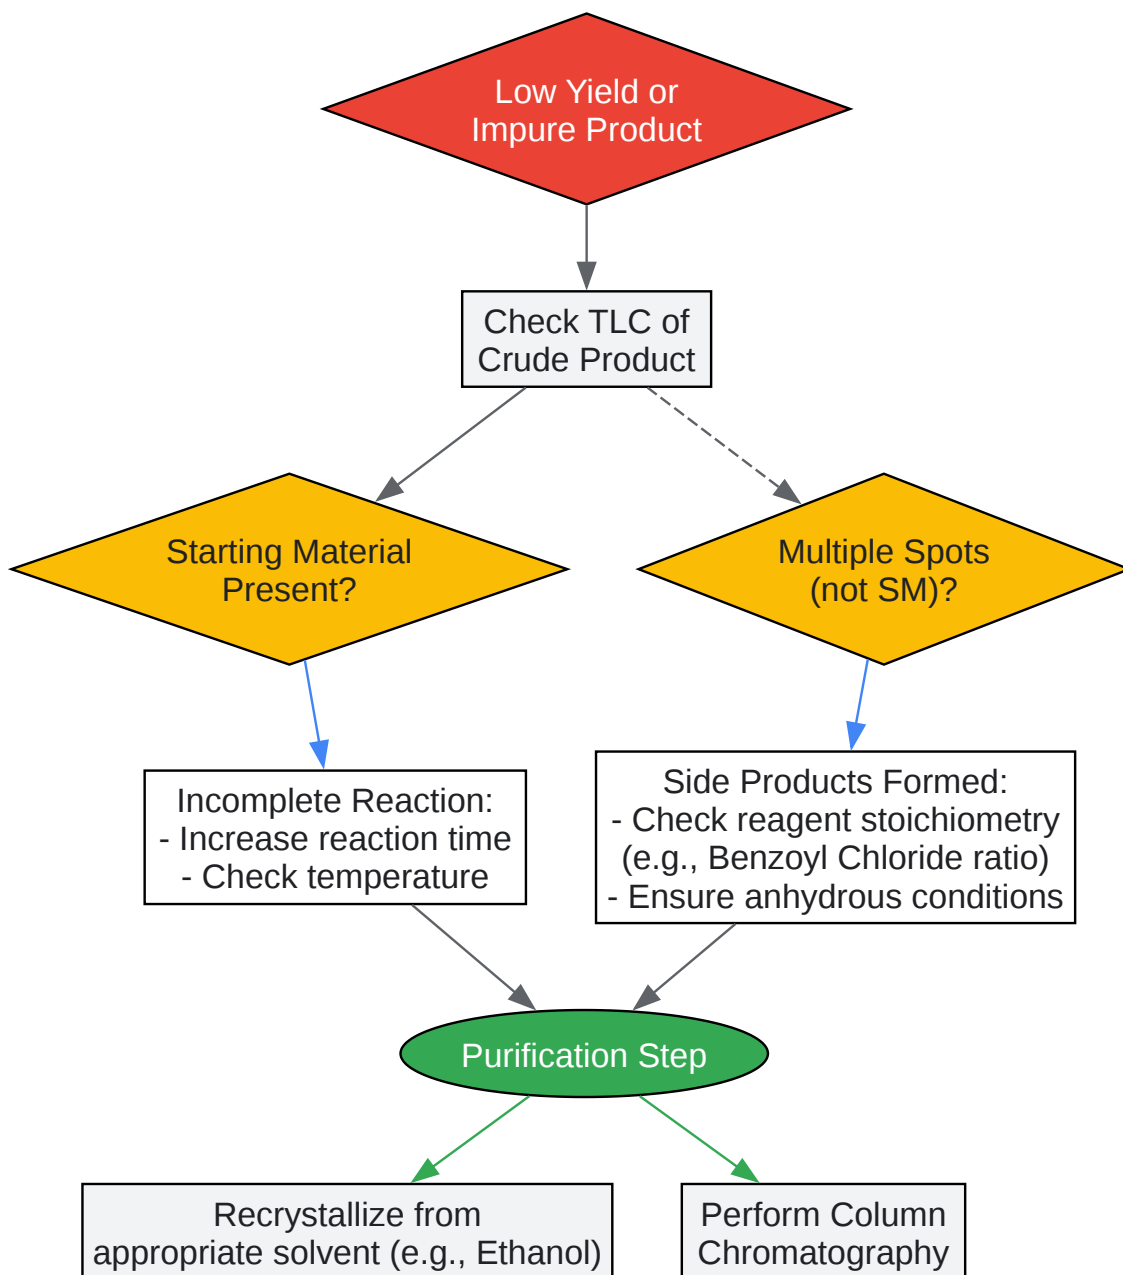 Low Yield or
Impure Product
Check TLC of
Crude Product
Starting Material
Present?
Multiple Spots
(not SM)?
Incomplete Reaction:
- Increase reaction time
- Check temperature
Side Products Formed:
- Check reagent stoichiometry
(e.g., Benzoyl Chloride ratio)
- Ensure anhydrous conditions
Purification Step
Recrystallize from
appropriate solvent (e.g., Ethanol)
Perform Column
Chromatography